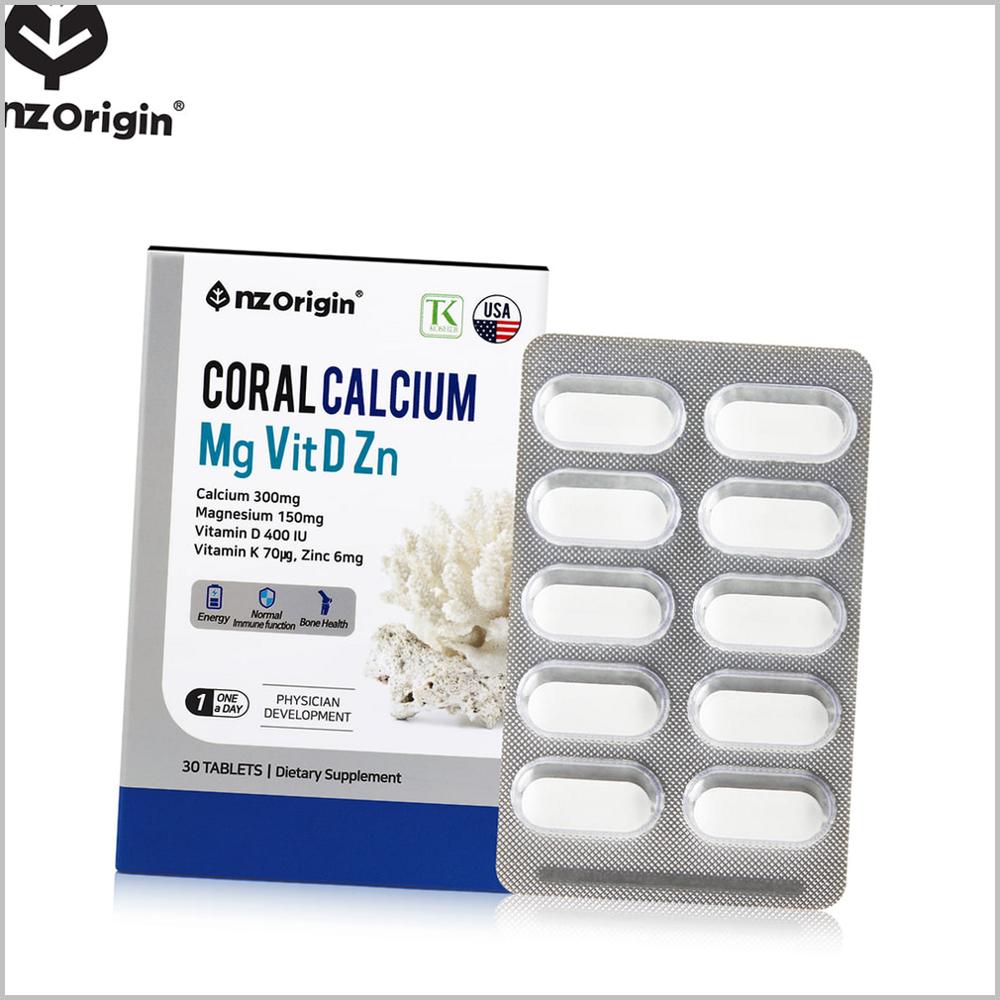 nzOrigin®
nzOrigin®
TK
KOSHER
USA
CORAL CALCIUM
Mg Vit D Zn
Calcium 300mg
Magnesium 150mg
Vitamin D 400 IU
Vitamin K 70μg, Zinc 6mg
Energy
Normal
Immune function
Bone Health
1 ONE
a DAY
PHYSICIAN
DEVELOPMENT
30 TABLETS | Dietary Supplement